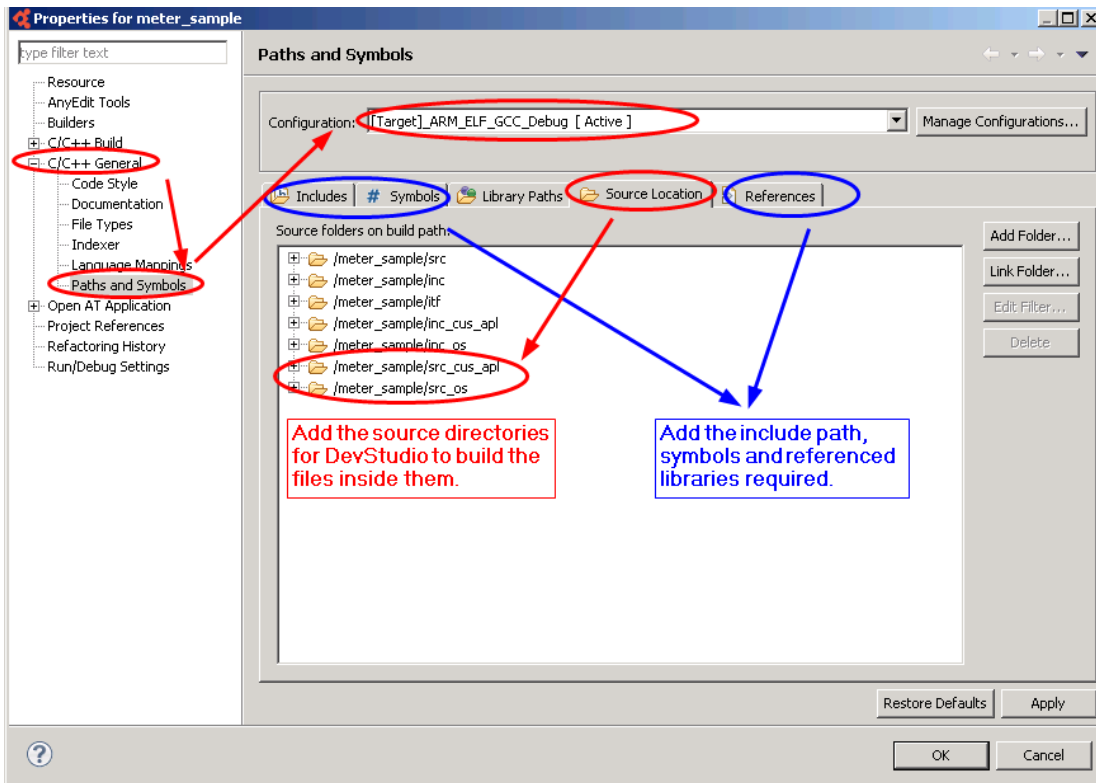 Properties for meter_sample
type filter text
Resource
AnyEdit Tools
Builders
C/C++ Build
C/C++ General
Code Style
Documentation
File Types
Indexer
Language Mappings
Paths and Symbols
Open AT Application
Project References
Refactoring History
Run/Debug Settings
Paths and Symbols
Configuration: [Target]_ARM_ELF_GCC_Debug [ Active ]
Manage Configurations...
Includes # Symbols Library Paths Source Location References
Source folders on build path:
/meter_sample/src
/meter_sample/inc
/meter_sample/itf
/meter_sample/inc_cus_apl
/meter_sample/inc_os
/meter_sample/src_cus_apl
/meter_sample/src_os
Add Folder...
Link Folder...
Edit Filter...
Delete
Add the source directories
for DevStudio to build the
files inside them.
Add the include path,
symbols and referenced
libraries required.
Restore Defaults Apply
? OK Cancel